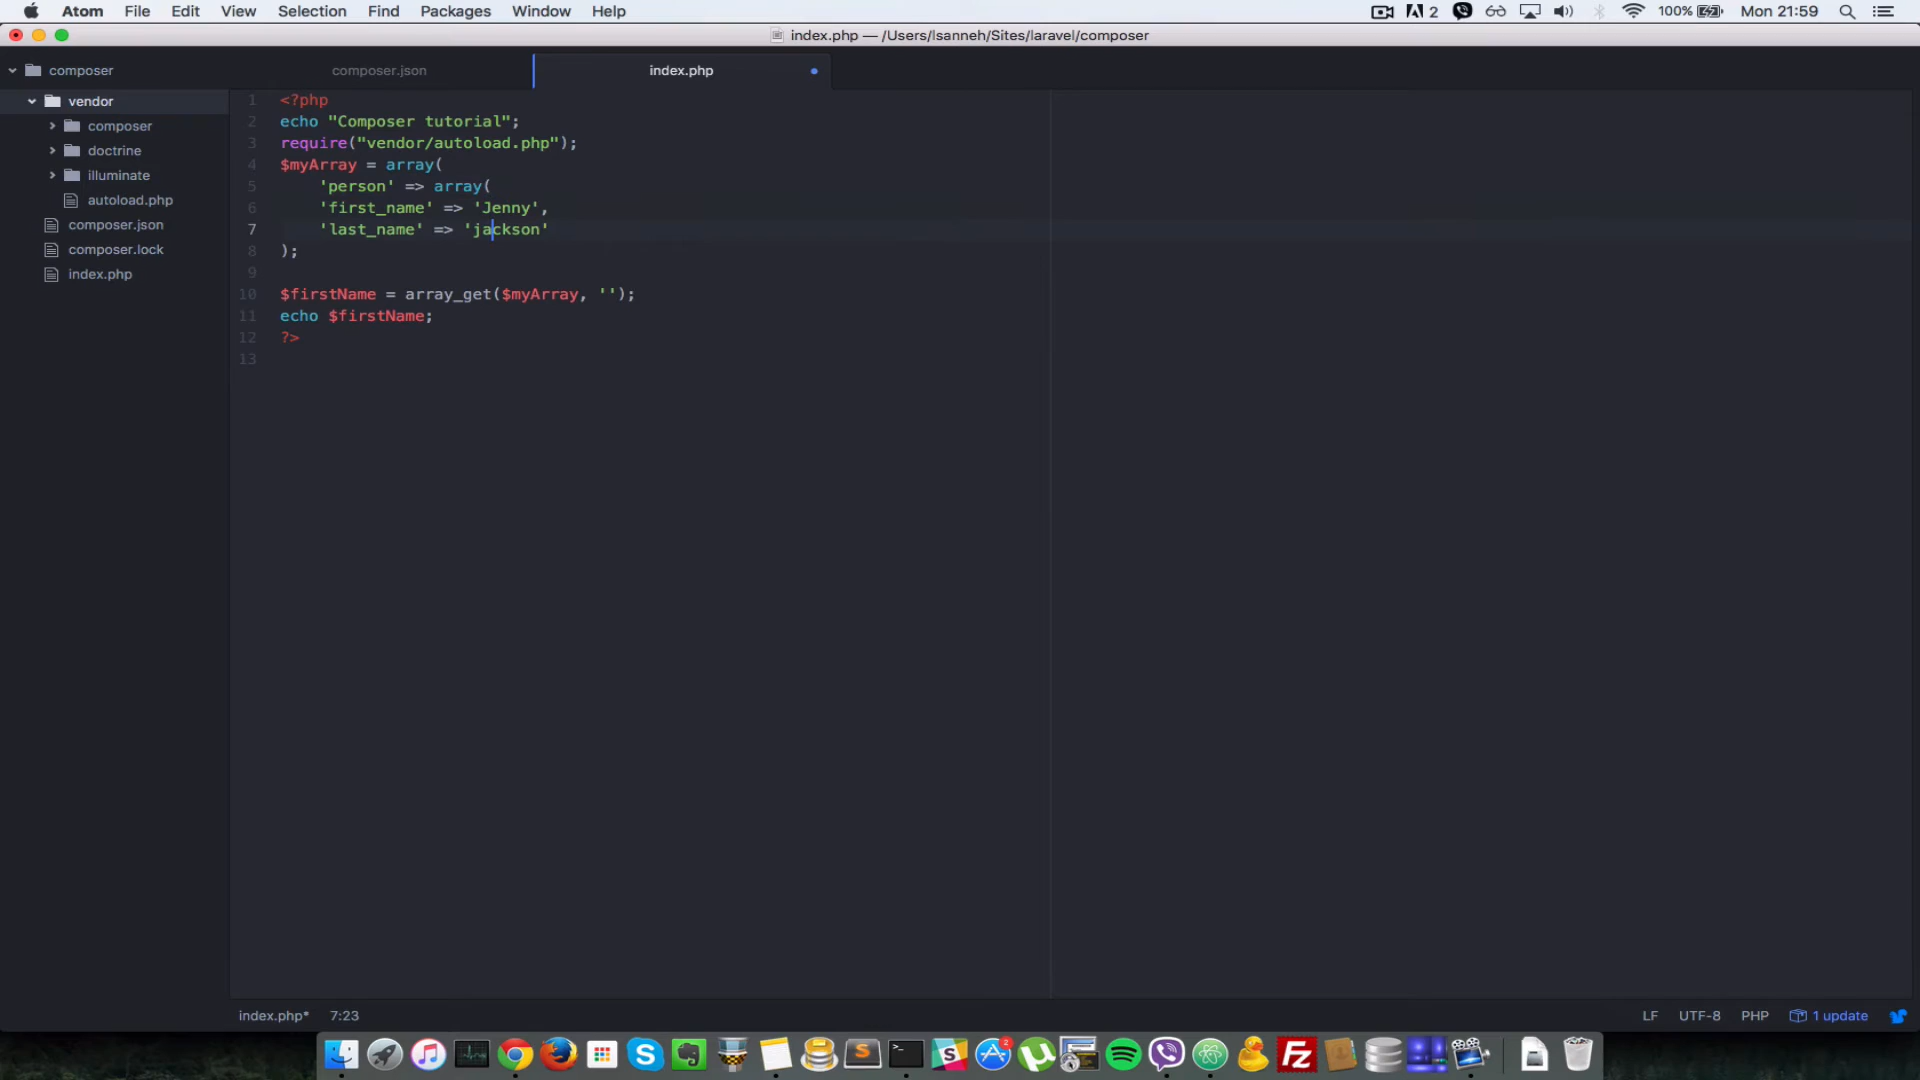 Atom File Edit View Selection Find Packages Window Help 2 100% Mon 21:59
index.php — /Users/lsanneh/Sites/laravel/composer
composer
composer.json
index.php
vendor
composer
doctrine
illuminate
autoload.php
composer.json
composer.lock
index.php
1 <?php
2 echo "Composer tutorial";
3 require("vendor/autoload.php");
4 $myArray = array(
5 'person' => array(
6 'first_name' => 'Jenny',
7 'last_name' => 'jackson'
8 );
9
10 $firstName = array_get($myArray, '');
11 echo $firstName;
12 ?>
13
index.php* 7:23 LF UTF-8 PHP 1 update
2